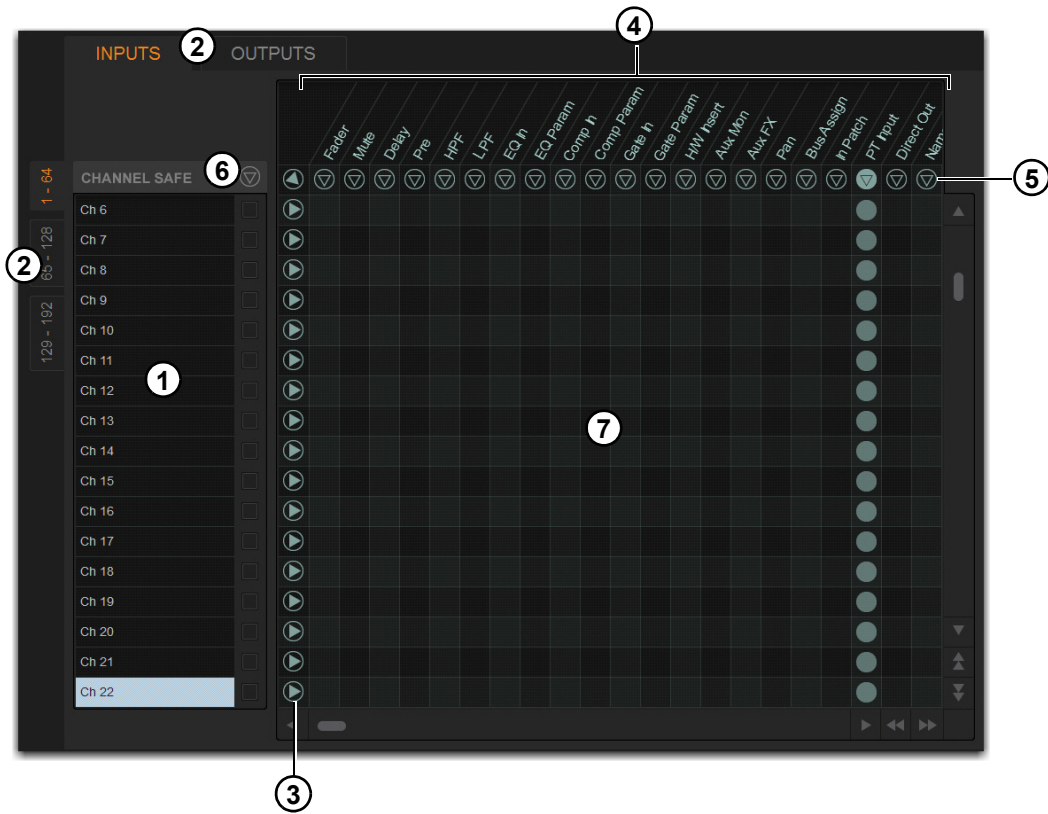 4
INPUTS
2
OUTPUTS
Fader
Mute
Delay
Pre
HPF
LPF
EQ In
EQ Param
Comp In
Comp Param
Gate In
Gate Param
H/W Insert
Aux Mon
Aux FX
Pan
Bus Assign
In Patch
PT Input
Direct Out
Nam
1 - 64
CHANNEL SAFE
6
5
Ch 6
Ch 7
65 - 128
2
Ch 8
Ch 9
129 - 192
Ch 10
Ch 11
1
Ch 12
Ch 13
7
Ch 14
Ch 15
Ch 16
Ch 17
Ch 18
Ch 19
Ch 20
Ch 21
Ch 22
3